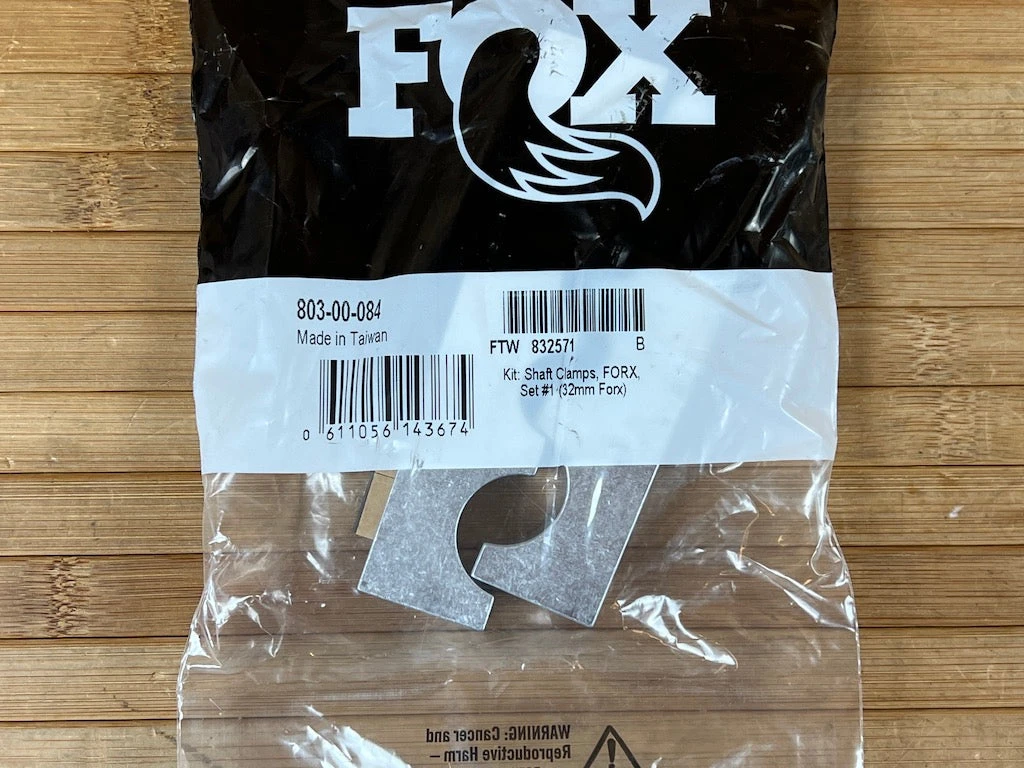 FOX
803-00-084
Made in Taiwan
0 611056 143674
FTW 832571 B
Kit: Shaft Clamps, FORX,
Set #1 (32mm Forx)
WARNING: Cancer and
Reproductive Harm –